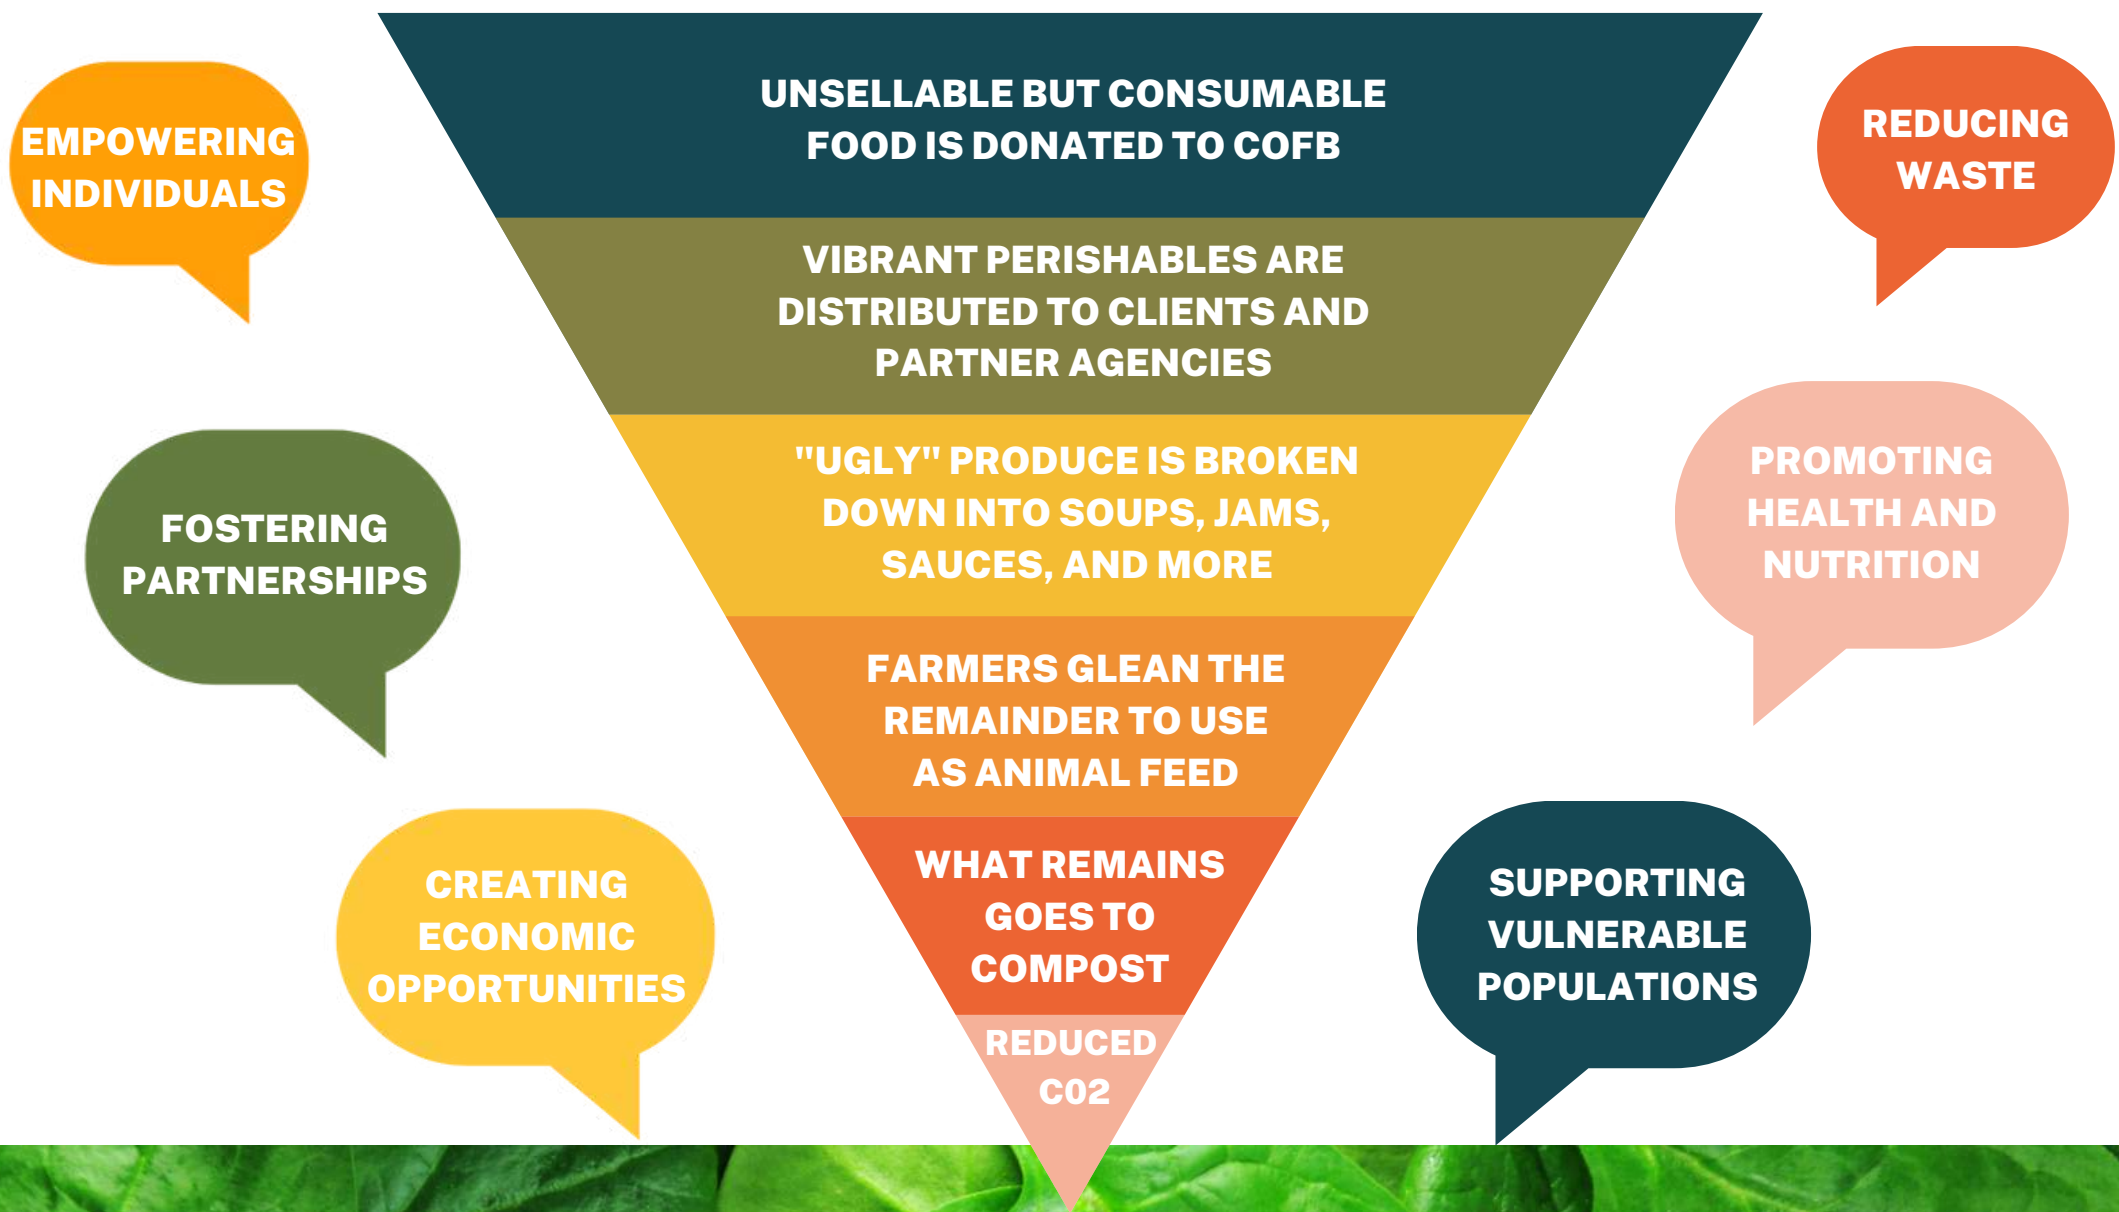 UNSELLABLE BUT CONSUMABLE
FOOD IS DONATED TO COFB
VIBRANT PERISHABLES ARE
DISTRIBUTED TO CLIENTS AND
PARTNER AGENCIES
"UGLY" PRODUCE IS BROKEN
DOWN INTO SOUPS, JAMS,
SAUCES, AND MORE
FARMERS GLEAN THE
REMAINDER TO USE
AS ANIMAL FEED
WHAT REMAINS
GOES TO
COMPOST
REDUCED
C02
EMPOWERING
INDIVIDUALS
FOSTERING
PARTNERSHIPS
CREATING
ECONOMIC
OPPORTUNITIES
REDUCING
WASTE
PROMOTING
HEALTH AND
NUTRITION
SUPPORTING
VULNERABLE
POPULATIONS